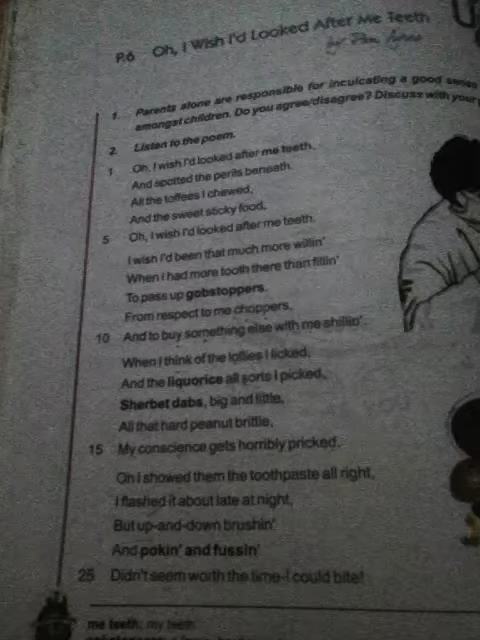 P.6 Oh, I Wish I'd Looked After Me Teeth
by Pam Ayres
1. Parents alone are responsible for inculcating a good sense
amongst children. Do you agree/disagree? Discuss with your
2. Listen to the poem.
1 Oh, I wish I'd looked after me teeth,
And spotted the perils beneath.
All the toffees I chewed,
And the sweet sticky food,
5 Oh, I wish I'd looked after me teeth.
I wish I'd been that much more willin'
When I had more tooth there than fillin'
To pass up gobstoppers,
From respect to me choppers,
10 And to buy something else with me shillin'.
When I think of the lollies I licked,
And the liquorice all sorts I picked,
Sherbet dabs, big and little,
All that hard peanut brittle,
15 My conscience gets horribly pricked.
Oh I showed them the toothpaste all right,
I flashed it about late at night,
But up-and-down brushin'
And pokin' and fussin'
25 Didn't seem worth the time-I could bite!
me teeth: my teeth